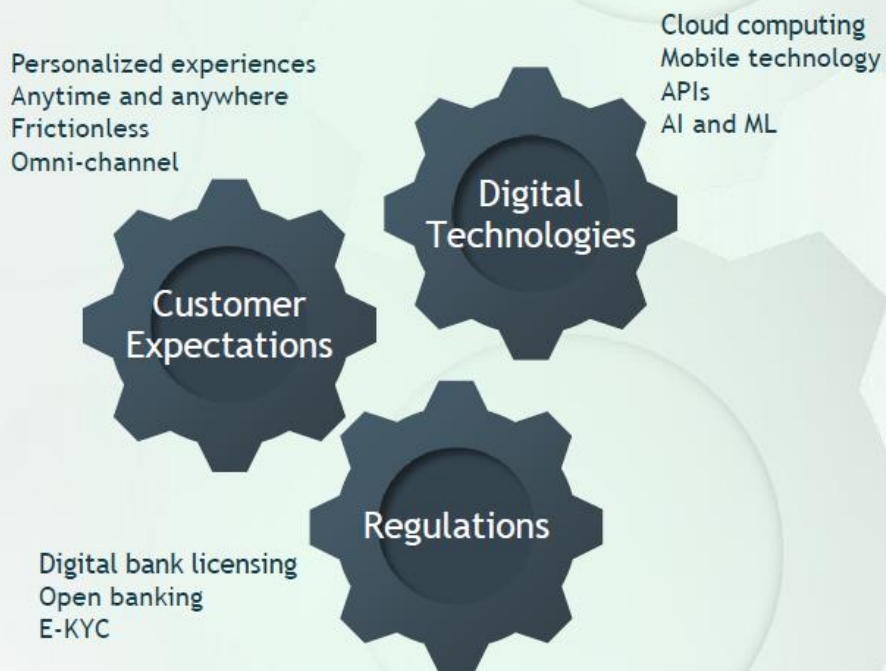 Personalized experiences
Anytime and anywhere
Frictionless
Omni-channel
Customer
Expectations
Cloud computing
Mobile technology
APIs
AI and ML
Digital
Technologies
Digital bank licensing
Open banking
E-KYC
Regulations